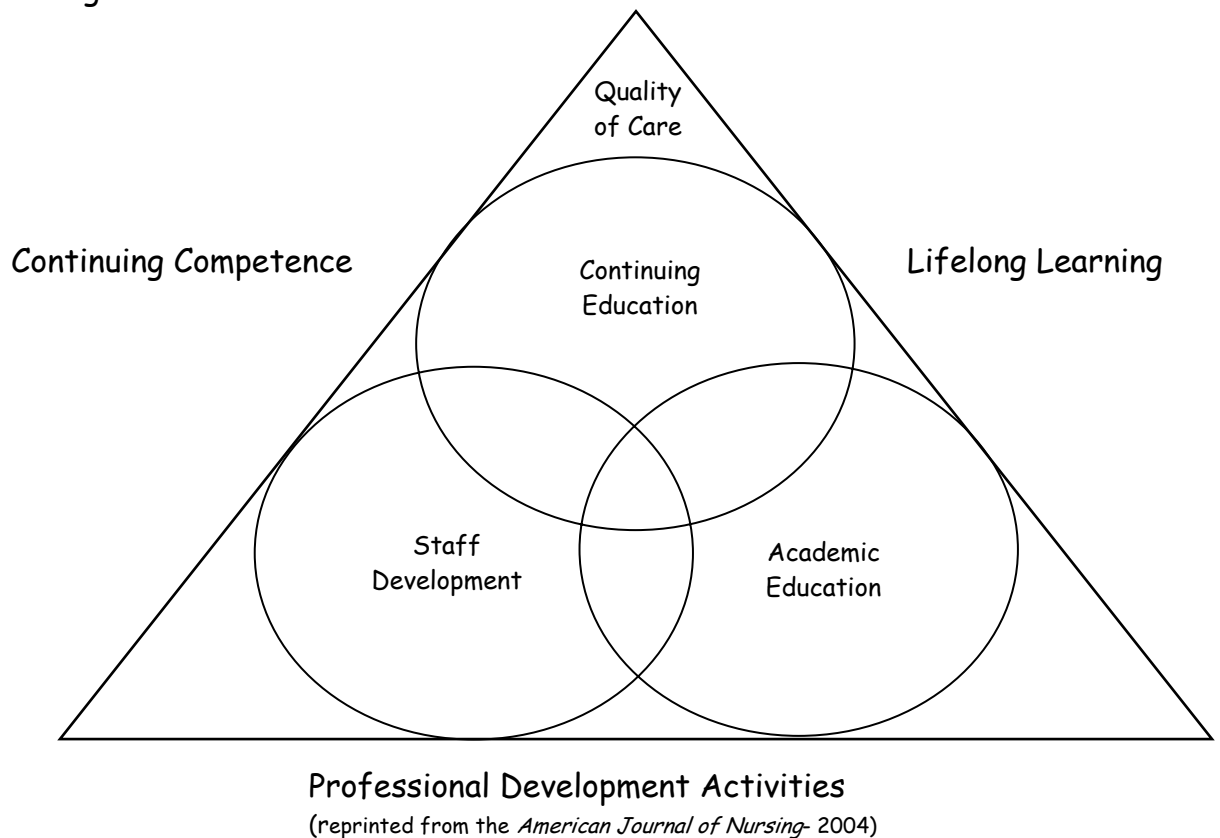 Quality
of Care
Continuing Competence
Lifelong Learning
Continuing
Education
Staff
Development
Academic
Education
Professional Development Activities
(reprinted from the American Journal of Nursing- 2004)